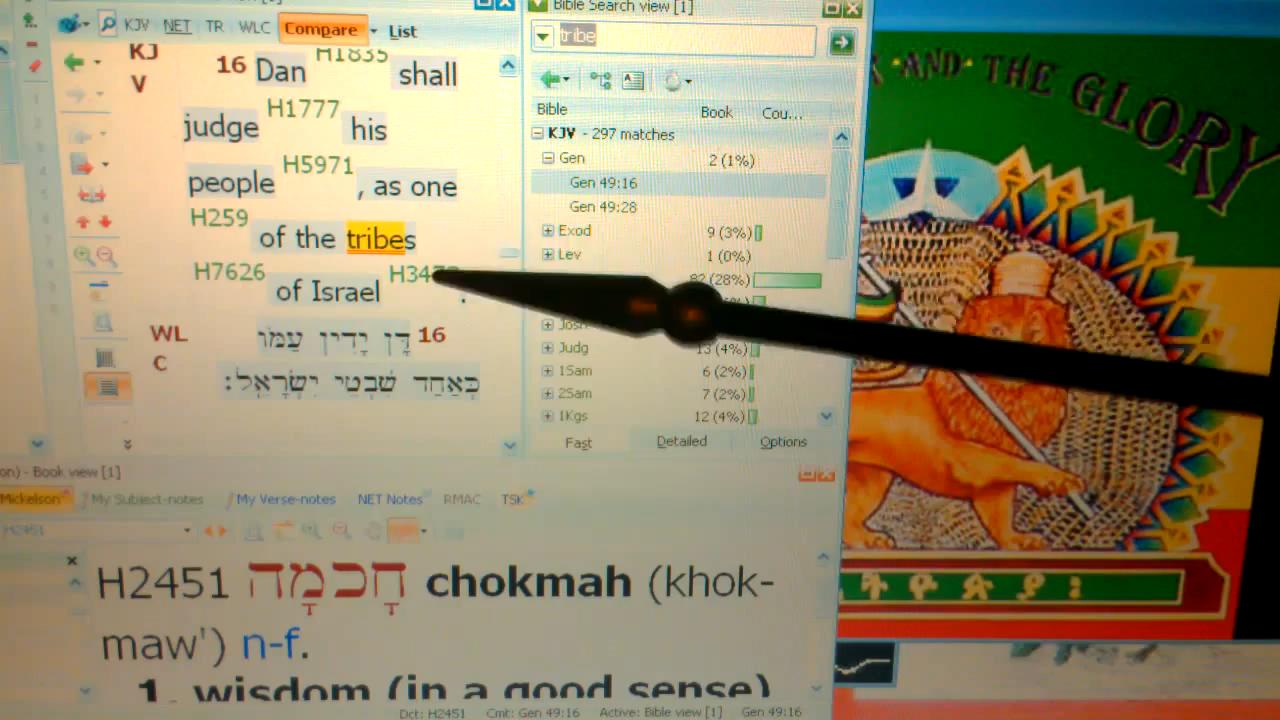 Bible Search view [1]
KJV NET TR WLC Compare List
tribe
KJ
V
16 Dan H1835 shall
judge H1777 his
people H5971 , as one
H259 of the tribes
H7626 of Israel
.
WL
C
16 דָּן יָדִין עַמּוֹ
כְּאַחַד שִׁבְטֵי יִשְׂרָאֵֽל׃
Bible Book Cou...
KJV - 297 matches
Gen 2 (1%)
Gen 49:16
Gen 49:28
Exod 9 (3%)
Lev 1 (0%)
82 (28%)
Josh
Judg 13 (4%)
1Sam 6 (2%)
2Sam 7 (2%)
1Kgs 12 (4%)
Fast Detailed Options
AND THE GLORY
on) - Book view [1]
Mickelson My Subject-notes My Verse-notes NET Notes RMAC TSK
H2451
H2451 חָכמָה chokmah (khok-
maw') n-f.
1. wisdom (in a good sense)
Dct: H2451 Cmt: Gen 49:16 Active: Bible view [1] Gen 49:16